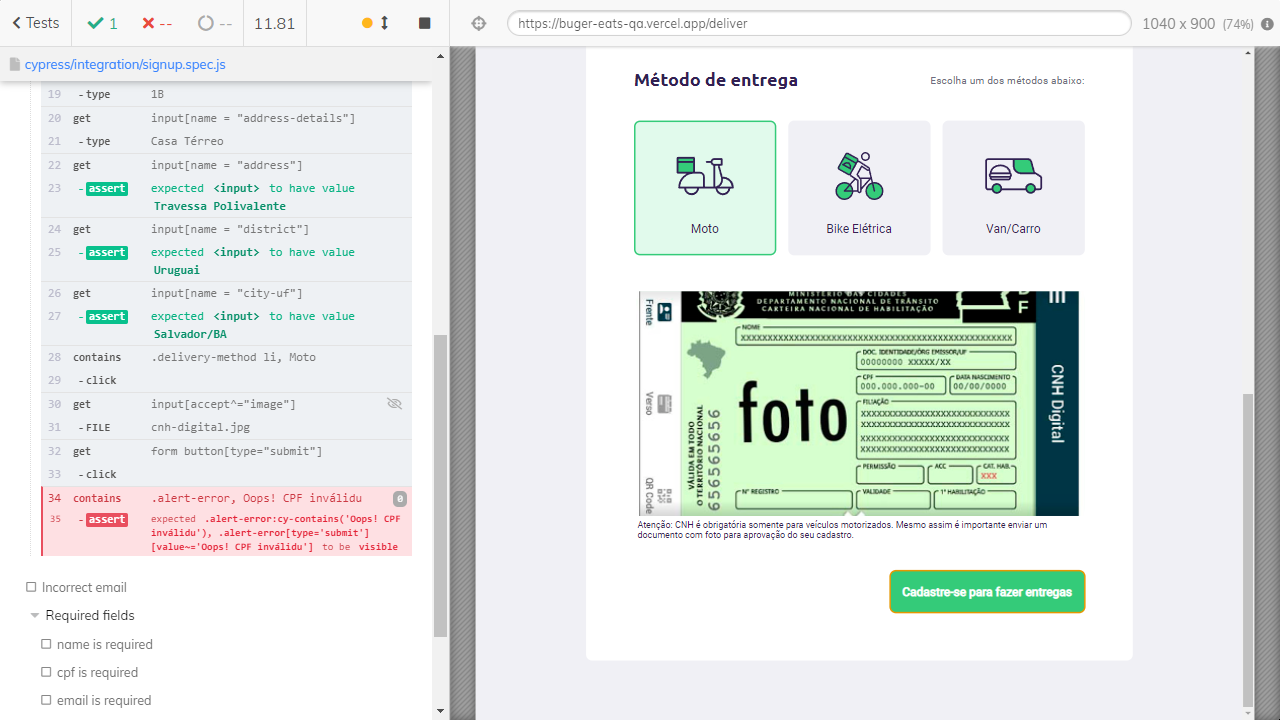 Tests
1
--
--
11.81
https://buger-eats-qa.vercel.app/deliver
1040 x 900 (74%)
cypress/integration/signup.spec.js
19 -type 1B
20 get input[name = "address-details"]
21 -type Casa Térreo
22 get input[name = "address"]
23 -assert expected <input> to have value
Travessa Polivalente
24 get input[name = "district"]
25 -assert expected <input> to have value
Uruguai
26 get input[name = "city-uf"]
27 -assert expected <input> to have value
Salvador/BA
28 contains .delivery-method li, Moto
29 -click
30 get input[accept^="image"]
31 -FILE cnh-digital.jpg
32 get form button[type="submit"]
33 -click
34 contains .alert-error, Oops! CPF inválidu 0
35 -assert expected .alert-error:cy-contains('Oops! CPF
inválidu'), .alert-error[type='submit']
[value~='Oops! CPF inválidu'] to be visible
Incorrect email
Required fields
name is required
cpf is required
email is required
Método de entrega
Escolha um dos métodos abaixo:
Moto
Bike Elétrica
Van/Carro
Frente
Verso
QR Code
MINISTÉRIO DAS CIDADES
DEPARTAMENTO NACIONAL DE TRÂNSITO
CARTEIRA NACIONAL DE HABILITAÇÃO
DF
VÁLIDA EM TODO
O TERRITÓRIO NACIONAL
656565656
NOME
XXXXXXXXXXXXXXXXXXXXXXXXXXXXXXXXXXXXXXXXXXX
DOC. IDENTIDADE/ÓRG EMISSOR/UF
00000000 XXXXX/XX
CPF
000.000.000-00
DATA NASCIMENTO
00/00/0000
foto
FILIAÇÃO
XXXXXXXXXXXXXXXXXXXXXXXX
XXXXXXXXXXXXXXXXXXXXXXXX
XXXXXXXXXXXXXXXXXXXXXXXX
XXXXXXXXXXXXXXXXXXXXXXXX
PERMISSÃO
ACC
CAT. HAB.
XXX
Nº REGISTRO
VALIDADE
1ª HABILITAÇÃO
CNH Digital
Atenção: CNH é obrigatória somente para veículos motorizados. Mesmo assim é importante enviar um
documento com foto para aprovação do seu cadastro.
Cadastre-se para fazer entregas